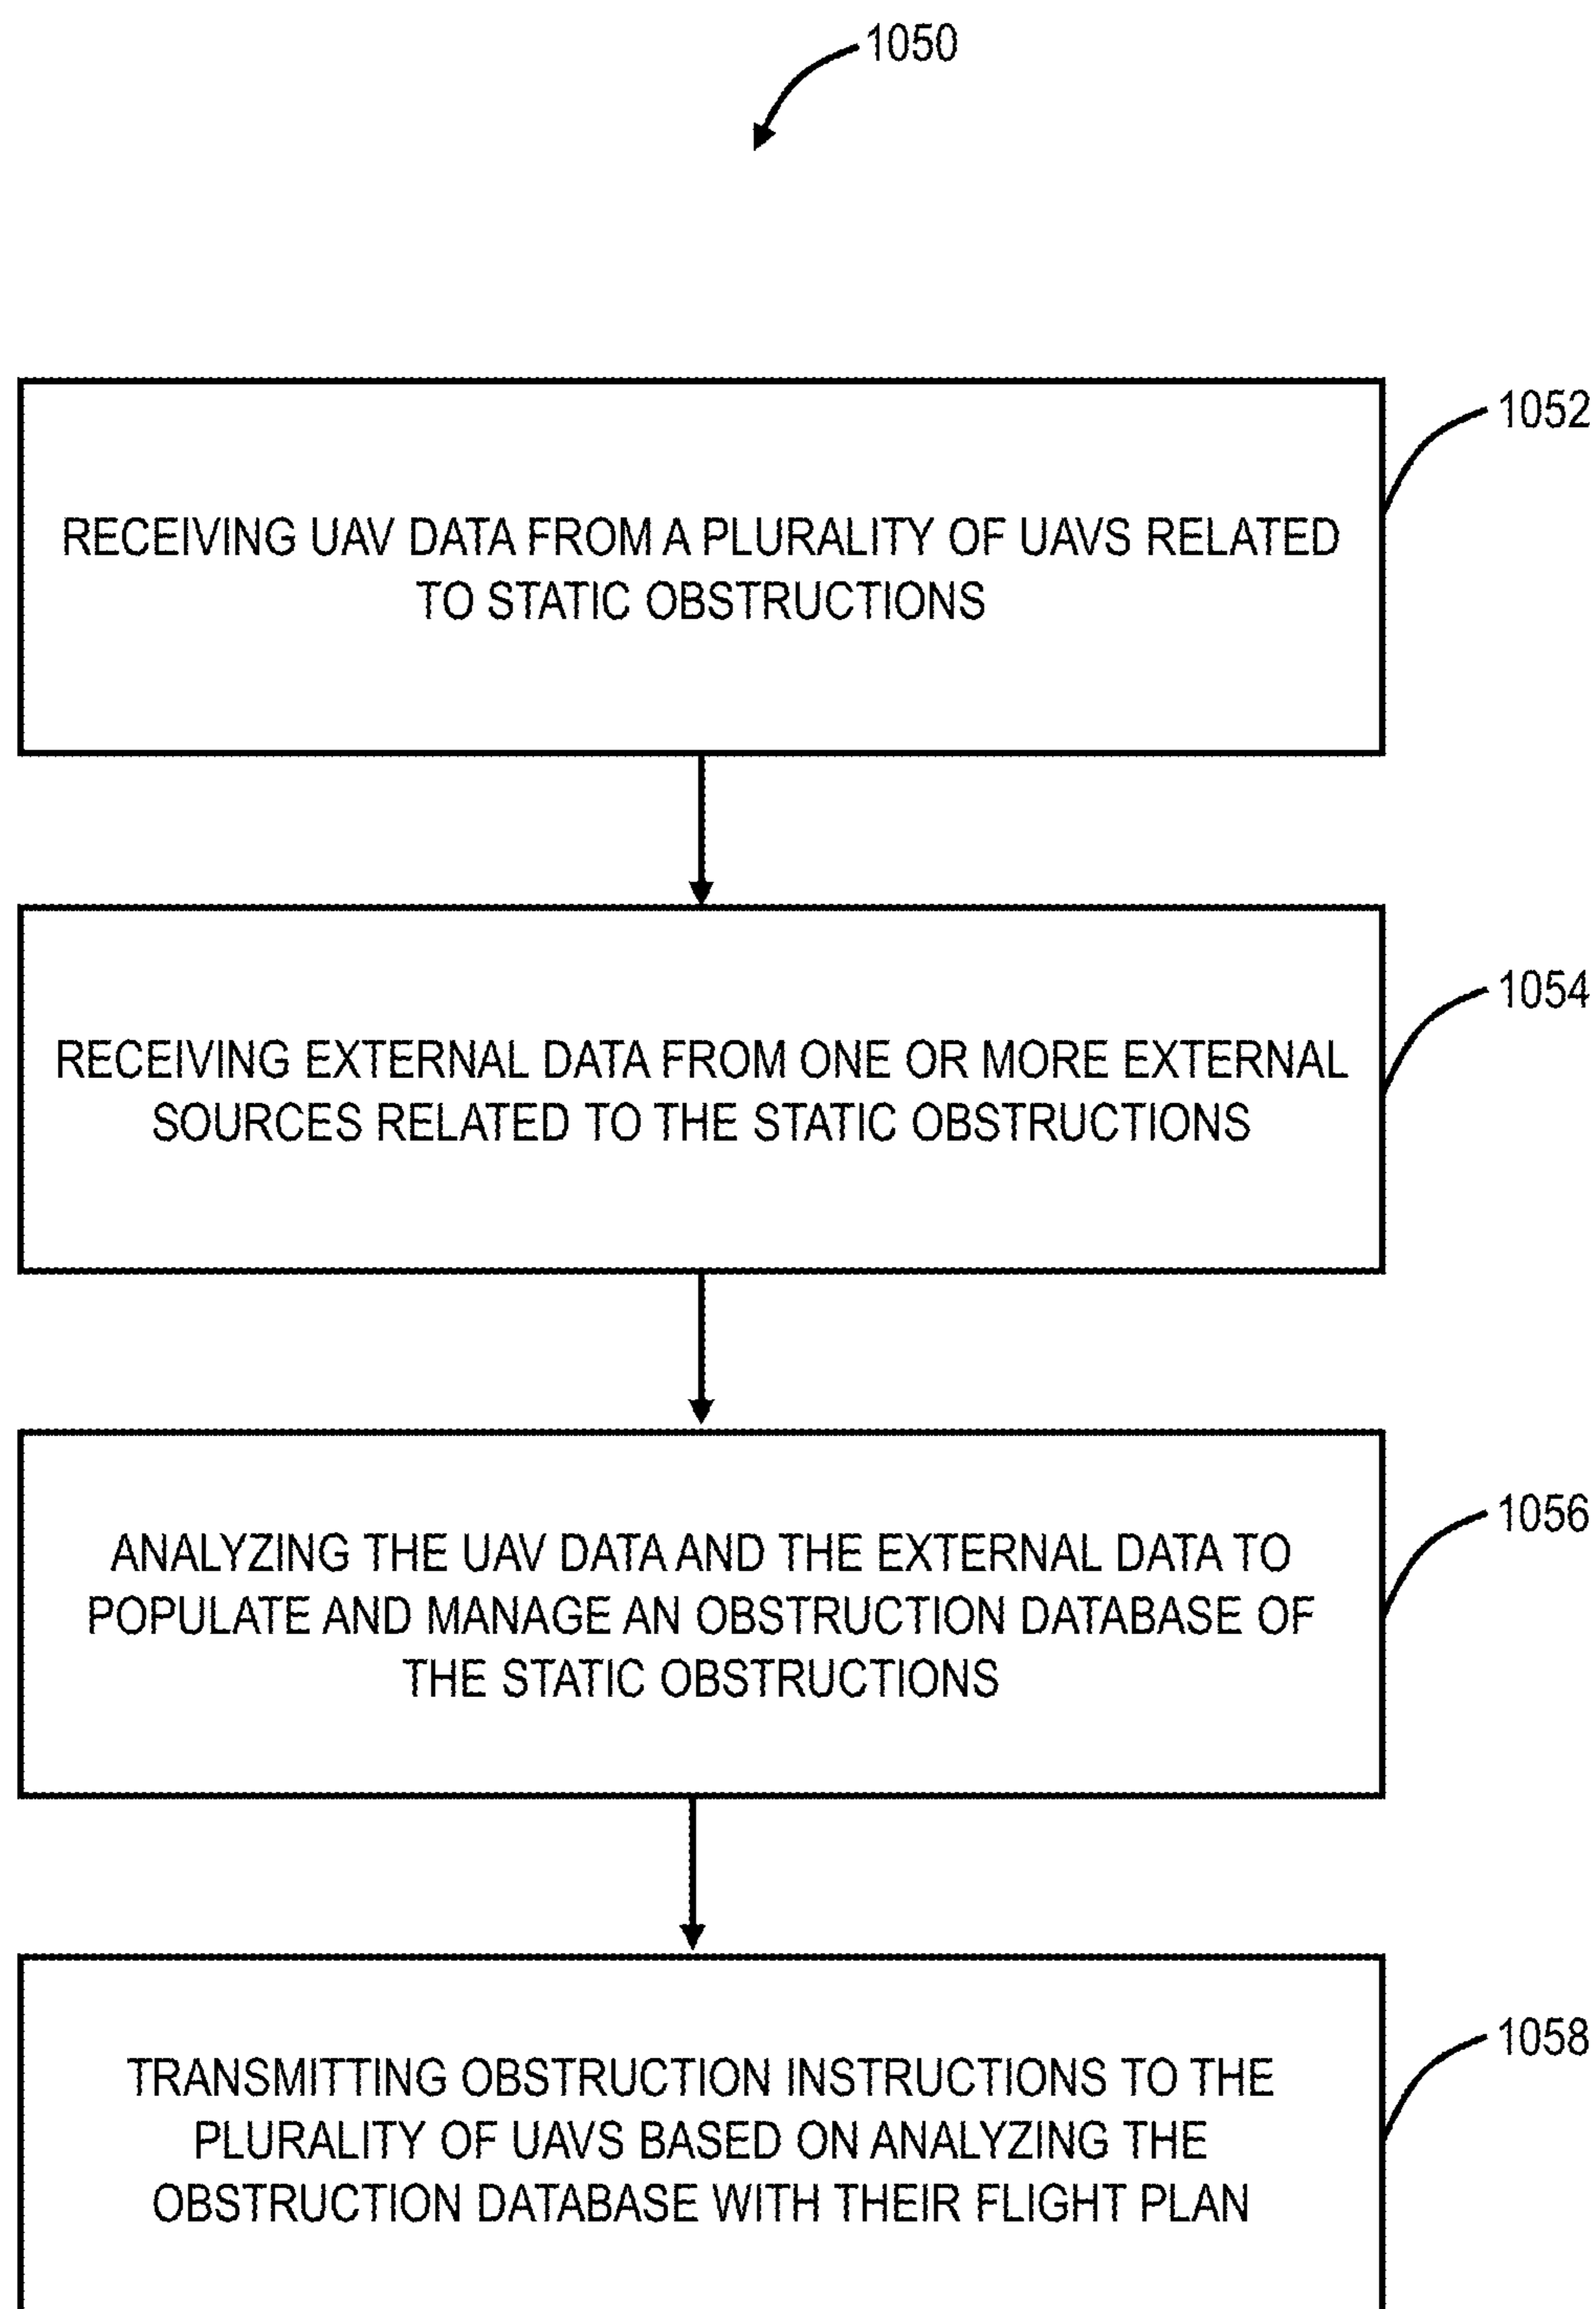 1050
1052
RECEIVING UAV DATA FROM A PLURALITY OF UAVS RELATED
TO STATIC OBSTRUCTIONS
1054
RECEIVING EXTERNAL DATA FROM ONE OR MORE EXTERNAL
SOURCES RELATED TO THE STATIC OBSTRUCTIONS
1056
ANALYZING THE UAV DATA AND THE EXTERNAL DATA TO
POPULATE AND MANAGE AN OBSTRUCTION DATABASE OF
THE STATIC OBSTRUCTIONS
1058
TRANSMITTING OBSTRUCTION INSTRUCTIONS TO THE
PLURALITY OF UAVS BASED ON ANALYZING THE
OBSTRUCTION DATABASE WITH THEIR FLIGHT PLAN